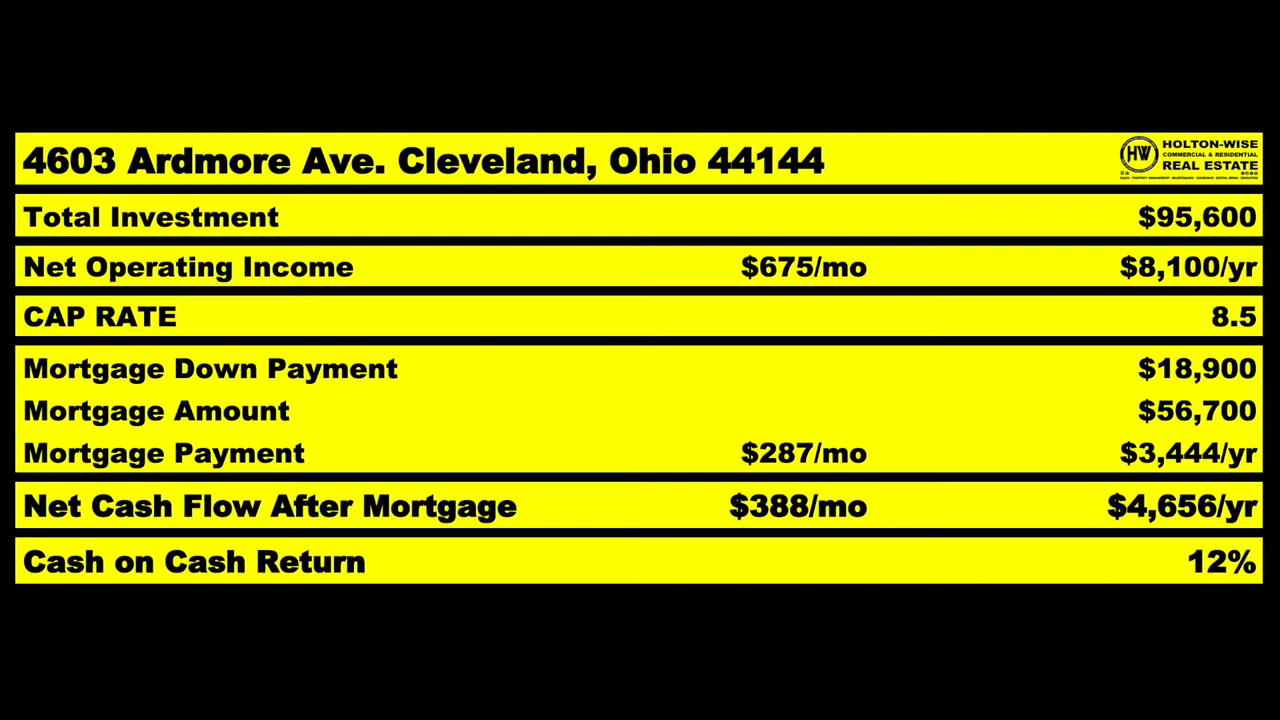 4603 Ardmore Ave. Cleveland, Ohio 44144
HW
HOLTON-WISE
COMMERCIAL & RESIDENTIAL
REAL ESTATE
Total Investment $95,600
Net Operating Income $675/mo $8,100/yr
CAP RATE 8.5
Mortgage Down Payment $18,900
Mortgage Amount $56,700
Mortgage Payment $287/mo $3,444/yr
Net Cash Flow After Mortgage $388/mo $4,656/yr
Cash on Cash Return 12%